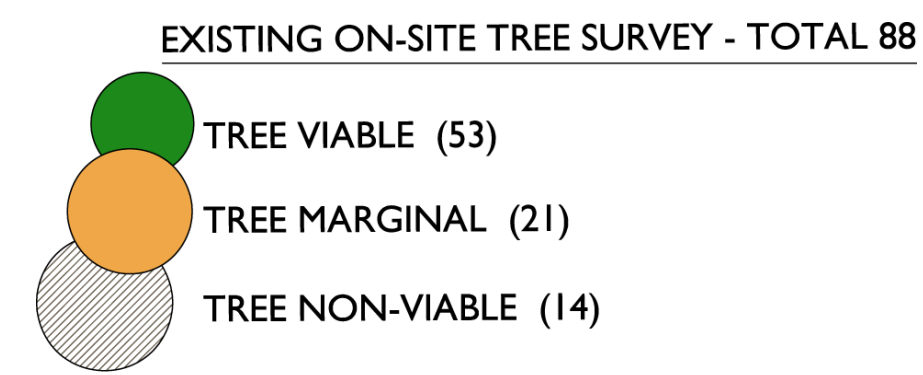 EXISTING ON-SITE TREE SURVEY - TOTAL 88
TREE VIABLE (53)
TREE MARGINAL (21)
TREE NON-VIABLE (14)